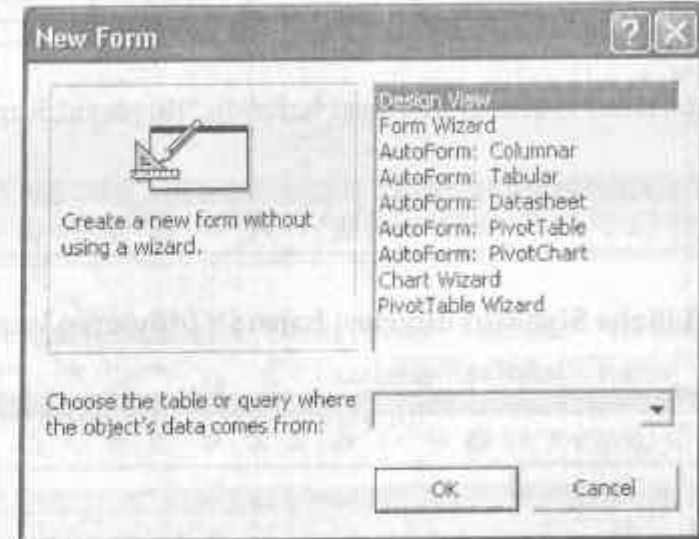 New Form
Design View
Form Wizard
AutoForm: Columnar
AutoForm: Tabular
AutoForm: Datasheet
AutoForm: PivotTable
AutoForm: PivotChart
Chart Wizard
PivotTable Wizard
Create a new form without
using a wizard.
Choose the table or query where
the object's data comes from:
OK
Cancel